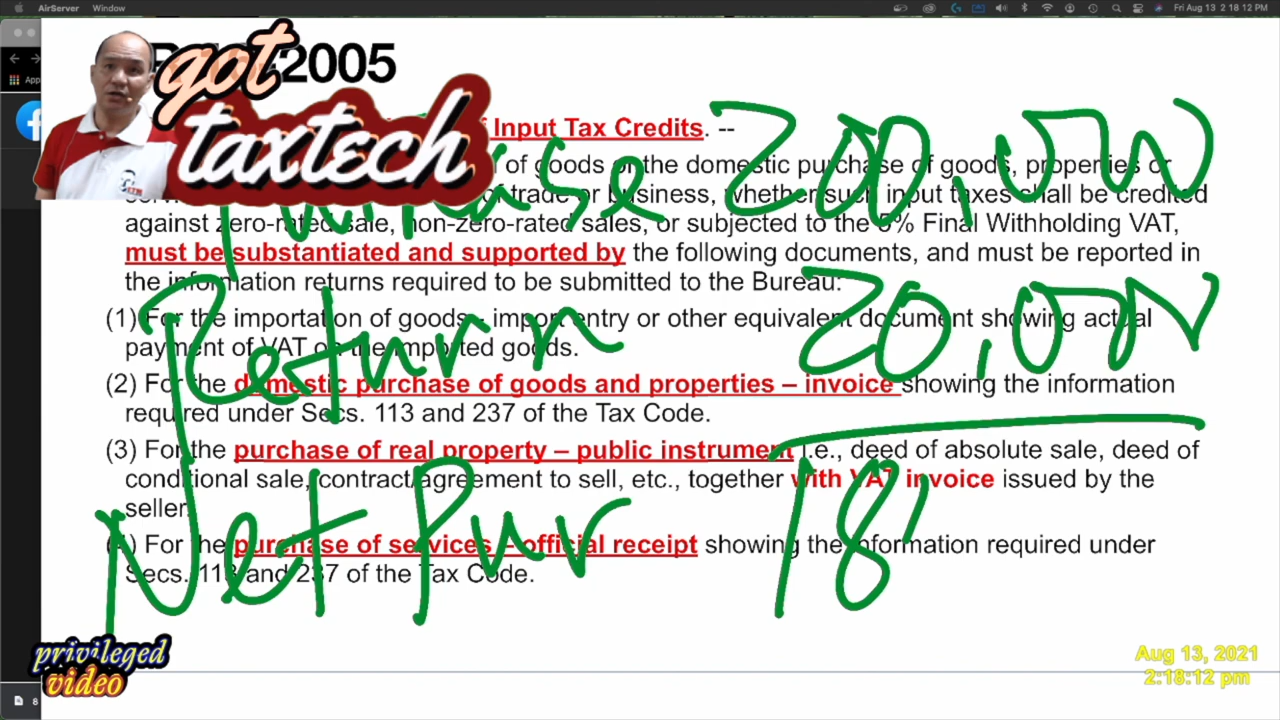 AirServer Window
Fri Aug 13 2 18 12 PM
2005
got
taxtech
Input Tax Credits. --
of goods or the domestic purchase of goods, properties or
of trade or business, whether such input taxes shall be credited
against zero-rated sale, non-zero-rated sales, or subjected to the 5% Final Withholding VAT,
must be substantiated and supported by the following documents, and must be reported in
the information returns required to be submitted to the Bureau:
(1) For the importation of goods - import entry or other equivalent document showing actual
payment of VAT on the imported goods.
(2) For the domestic purchase of goods and properties – invoice showing the information
required under Secs. 113 and 237 of the Tax Code.
(3) For the purchase of real property – public instrument i.e., deed of absolute sale, deed of
conditional sale, contract/agreement to sell, etc., together with VAT invoice issued by the
seller.
(4) For the purchase of services – official receipt showing the information required under
Secs. 113 and 237 of the Tax Code.
Purchase 200,000
Return 20,000
Net Pur 18
privileged
video
Aug 13, 2021
2:18:12 pm
8